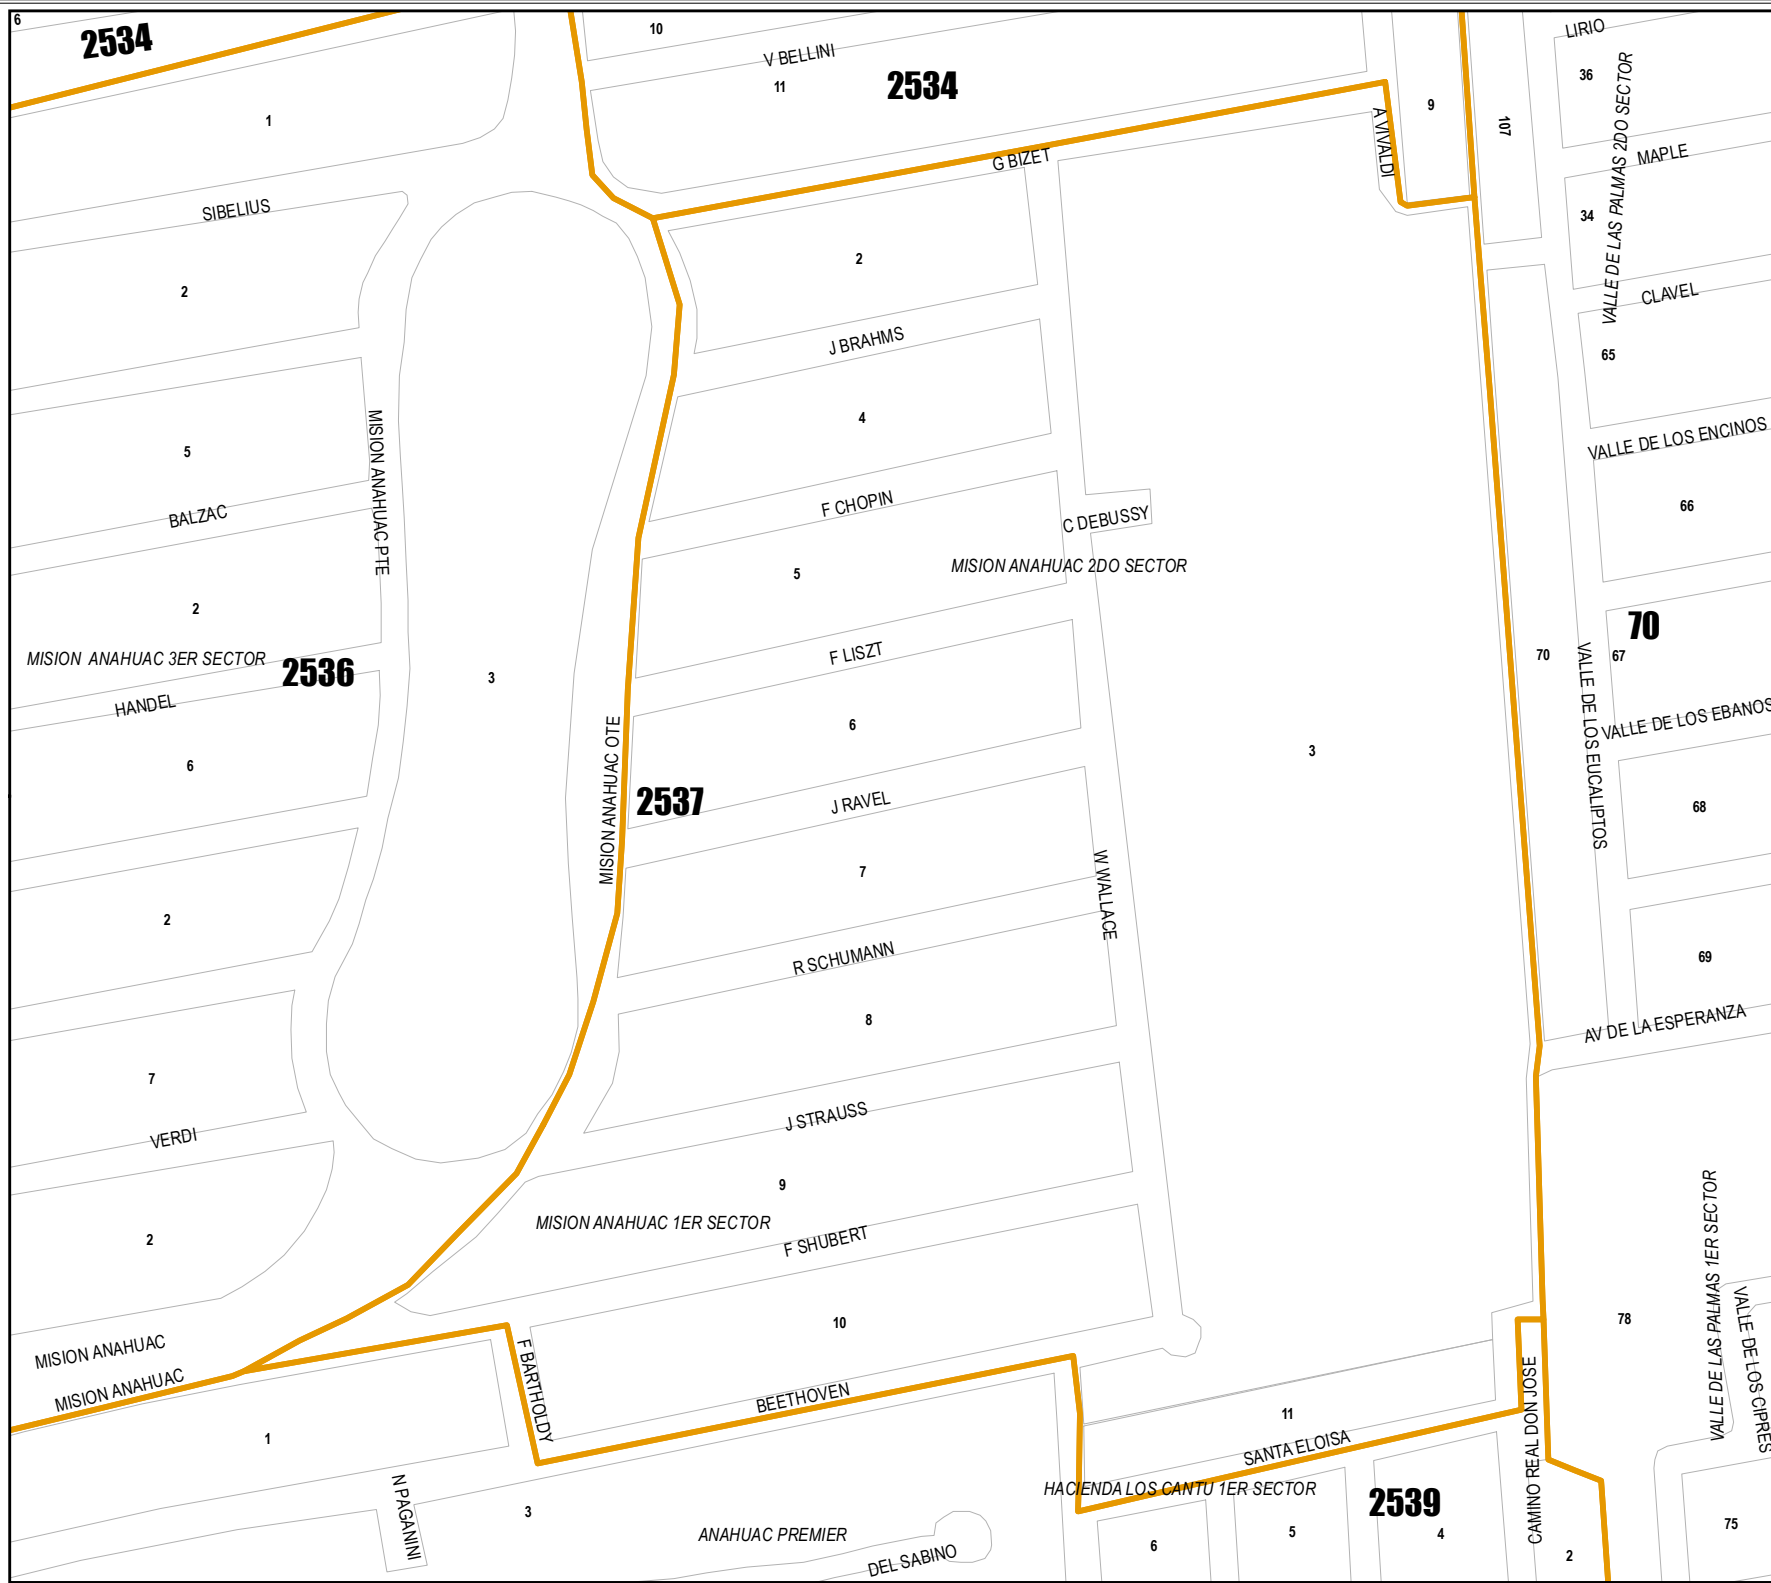 6
2534
10
V BELLINI
11
2534
9
107
LIRIO
36
VALLE DE LAS PALMAS 2DO SECTOR
MAPLE
34
CLAVEL
65
1
A VIVALDI
G BIZET
SIBELIUS
2
2
J BRAHMS
4
5
MISION ANAHUAC PTE
BALZAC
F CHOPIN
C DEBUSSY
VALLE DE LOS ENCINOS
66
5
MISION ANAHUAC 2DO SECTOR
2
MISION ANAHUAC 3ER SECTOR
2536
3
F LISZT
70
VALLE DE LOS EUCALIPTOS
70
67
HANDEL
6
MISION ANAHUAC OTE
VALLE DE LOS EBANOS
3
6
2537
J RAVEL
68
7
W WALLACE
2
R SCHUMANN
69
8
AV DE LA ESPERANZA
7
VERDI
J STRAUSS
9
2
MISION ANAHUAC 1ER SECTOR
F SHUBERT
VALLE DE LAS PALMAS 1ER SECTOR
VALLE DE LOS CIPRES
78
10
MISION ANAHUAC
MISION ANAHUAC
F BARTHOLDY
BEETHOVEN
CAMINO REAL DON JOSE
11
1
SANTA ELOISA
N PAGANINI
HACIENDA LOS CANTU 1ER SECTOR
2539
3
ANAHUAC PREMIER
DEL SABINO
6
5
4
2
75